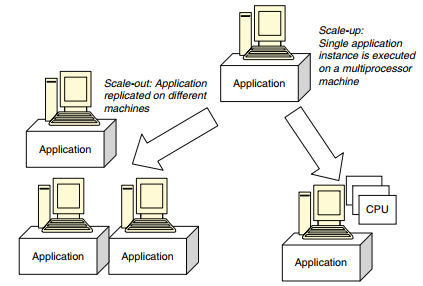 Scale-up:
Single application
instance is executed
on a multiprocessor
machine
Scale-out: Application
replicated on different
machines
Application
Application
Application
Application
CPU
Application